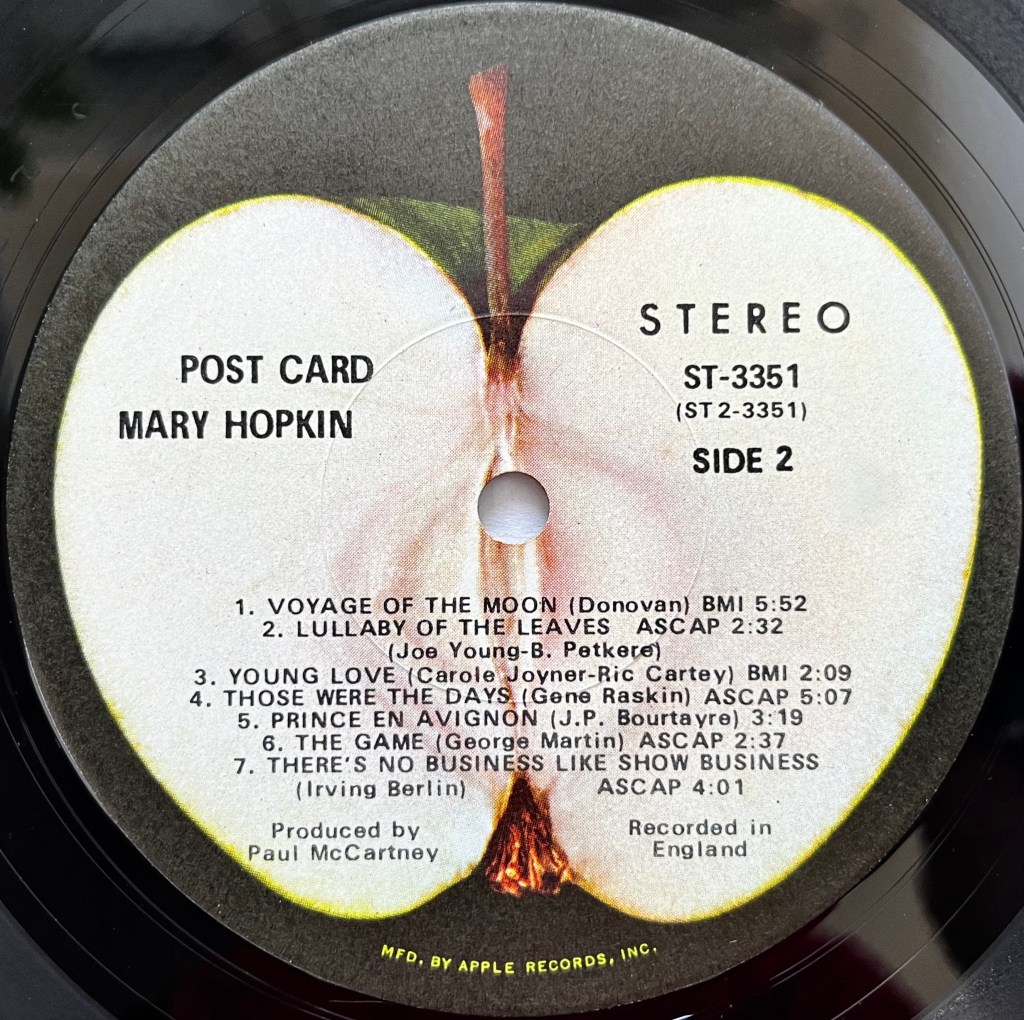 POST CARD
MARY HOPKIN
STEREO
ST-3351
(ST 2-3351)
SIDE 2
1. VOYAGE OF THE MOON (Donovan) BMI 5:52
2. LULLABY OF THE LEAVES ASCAP 2:32
(Joe Young-B. Petkere)
3. YOUNG LOVE (Carole Joyner-Ric Cartey) BMI 2:09
4. THOSE WERE THE DAYS (Gene Raskin) ASCAP 5:07
5. PRINCE EN AVIGNON (J.P. Bourtayre) 3:19
6. THE GAME (George Martin) ASCAP 2:37
7. THERE'S NO BUSINESS LIKE SHOW BUSINESS
(Irving Berlin) ASCAP 4:01
Produced by
Paul McCartney
Recorded in
England
MFD. BY APPLE RECORDS, INC.